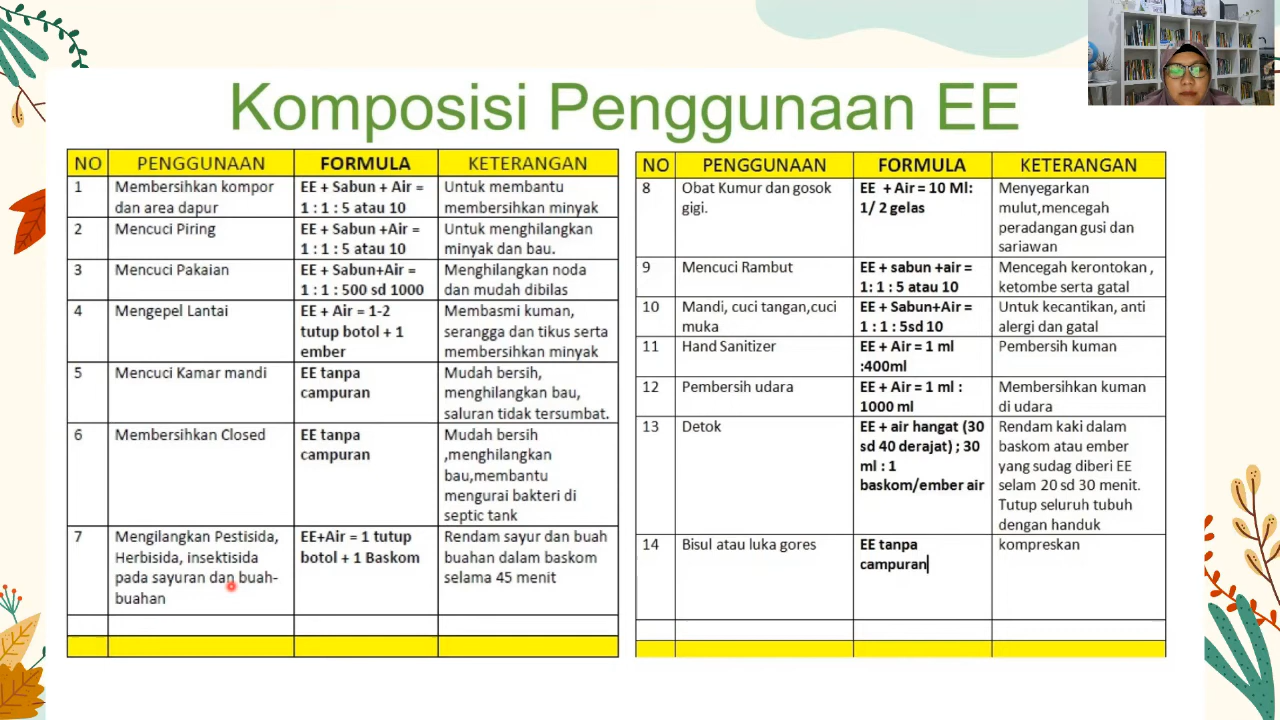 Komposisi Penggunaan EE
NO PENGGUNAAN FORMULA KETERANGAN
1 Membersihkan kompor EE + Sabun + Air = Untuk membantu
dan area dapur 1 : 1 : 5 atau 10 membersihkan minyak
2 Mencuci Piring EE + Sabun +Air = Untuk menghilangkan
1 : 1 : 5 atau 10 minyak dan bau.
3 Mencuci Pakaian EE + Sabun+Air = Menghilangkan noda
1 : 1 : 500 sd 1000 dan mudah dibilas
4 Mengepel Lantai EE + Air = 1-2 Membasmi kuman,
tutup botol + 1 serangga dan tikus serta
ember membersihkan minyak
5 Mencuci Kamar mandi EE tanpa Mudah bersih,
campuran menghilangkan bau,
saluran tidak tersumbat.
6 Membersihkan Closed EE tanpa Mudah bersih
campuran ,menghilangkan
bau,membantu
mengurai bakteri di
septic tank
7 Mengilangkan Pestisida, EE+Air = 1 tutup Rendam sayur dan buah
Herbisida, insektisida botol + 1 Baskom buahan dalam baskom
pada sayuran dan buah- selama 45 menit
buahan
NO PENGGUNAAN FORMULA KETERANGAN
8 Obat Kumur dan gosok EE + Air = 10 Ml: Menyegarkan
gigi. 1/ 2 gelas mulut,mencegah
peradangan gusi dan
sariawan
9 Mencuci Rambut EE + sabun +air = Mencegah kerontokan ,
1: 1 : 5 atau 10 ketombe serta gatal
10 Mandi, cuci tangan,cuci EE + Sabun+Air = Untuk kecantikan, anti
muka 1 : 1 : 5sd 10 alergi dan gatal
11 Hand Sanitizer EE + Air = 1 ml Pembersih kuman
:400ml
12 Pembersih udara EE + Air = 1 ml : Membersihkan kuman
1000 ml di udara
13 Detok EE + air hangat (30 Rendam kaki dalam
sd 40 derajat) ; 30 baskom atau ember
ml : 1 yang sudag diberi EE
baskom/ember air selam 20 sd 30 menit.
Tutup seluruh tubuh
dengan handuk
14 Bisul atau luka gores EE tanpa kompreskan
campuran